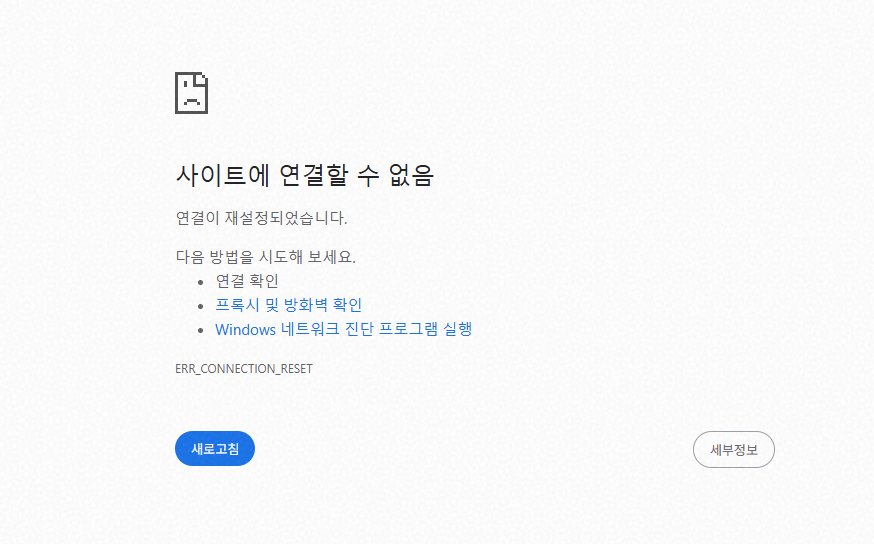 사이트에 연결할 수 없음
연결이 재설정되었습니다.
다음 방법을 시도해 보세요.
연결 확인
프록시 및 방화벽 확인
Windows 네트워크 진단 프로그램 실행
ERR_CONNECTION_RESET
새로고침
세부정보